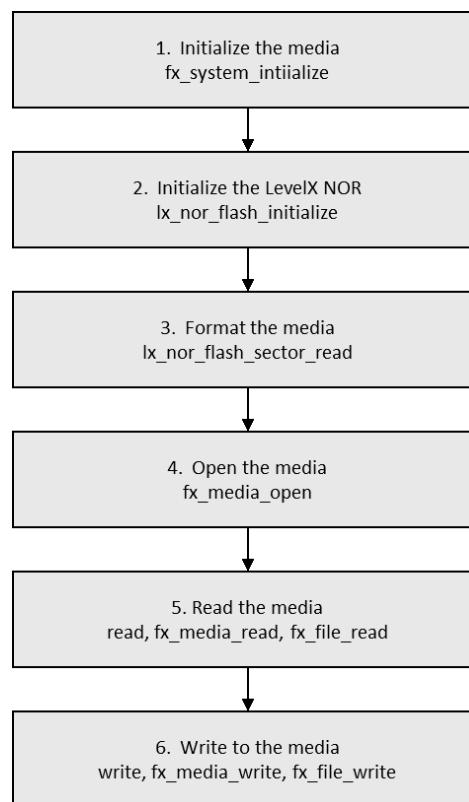 1. Initialize the media
fx_system_intiialize
2. Initialize the LevelX NOR
lx_nor_flash_initialize
3. Format the media
lx_nor_flash_sector_read
4. Open the media
fx_media_open
5. Read the media
read, fx_media_read, fx_file_read
6. Write to the media
write, fx_media_write, fx_file_write